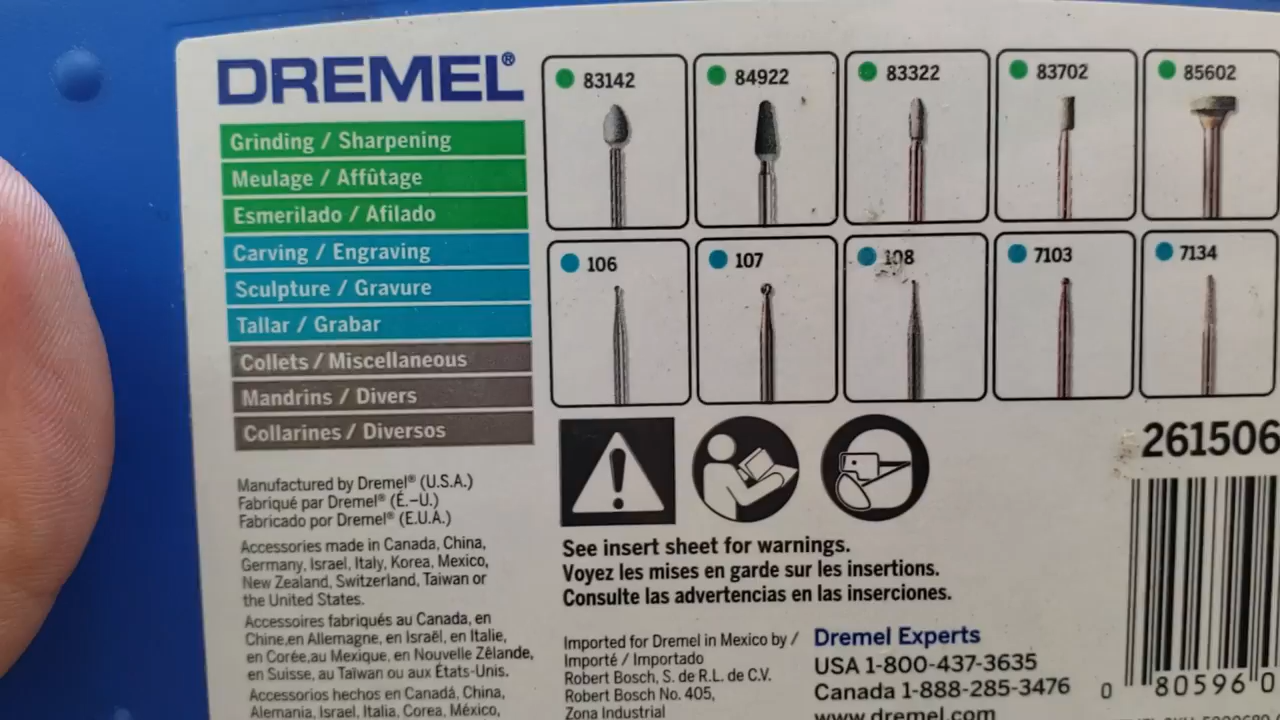 DREMEL®
Grinding / Sharpening
Meulage / Affûtage
Esmerilado / Afilado
Carving / Engraving
Sculpture / Gravure
Tallar / Grabar
Collets / Miscellaneous
Mandrins / Divers
Collarines / Diversos
83142
84922
83322
83702
85602
106
107
108
7103
7134
261506
Manufactured by Dremel® (U.S.A.)
Fabriqué par Dremel® (É.-U.)
Fabricado por Dremel® (E.U.A.)
Accessories made in Canada, China,
Germany, Israel, Italy, Korea, Mexico,
New Zealand, Switzerland, Taiwan or
the United States.
Accessoires fabriqués au Canada, en
Chine,en Allemagne, en Israël, en Italie,
en Corée,au Mexique, en Nouvelle Zêlande,
en Suisse, au Taïwan ou aux États-Unis.
Accessorios hechos en Canadá, China,
Alemania, Israel, Italia, Corea, México,
See insert sheet for warnings.
Voyez les mises en garde sur les insertions.
Consulte las advertencias en las inserciones.
Imported for Dremel in Mexico by /
Importé / Importado
Robert Bosch, S. de R.L. de C.V.
Robert Bosch No. 405,
Zona Industrial
Dremel Experts
USA 1-800-437-3635
Canada 1-888-285-3476
www.dremel.com
0 80596 0